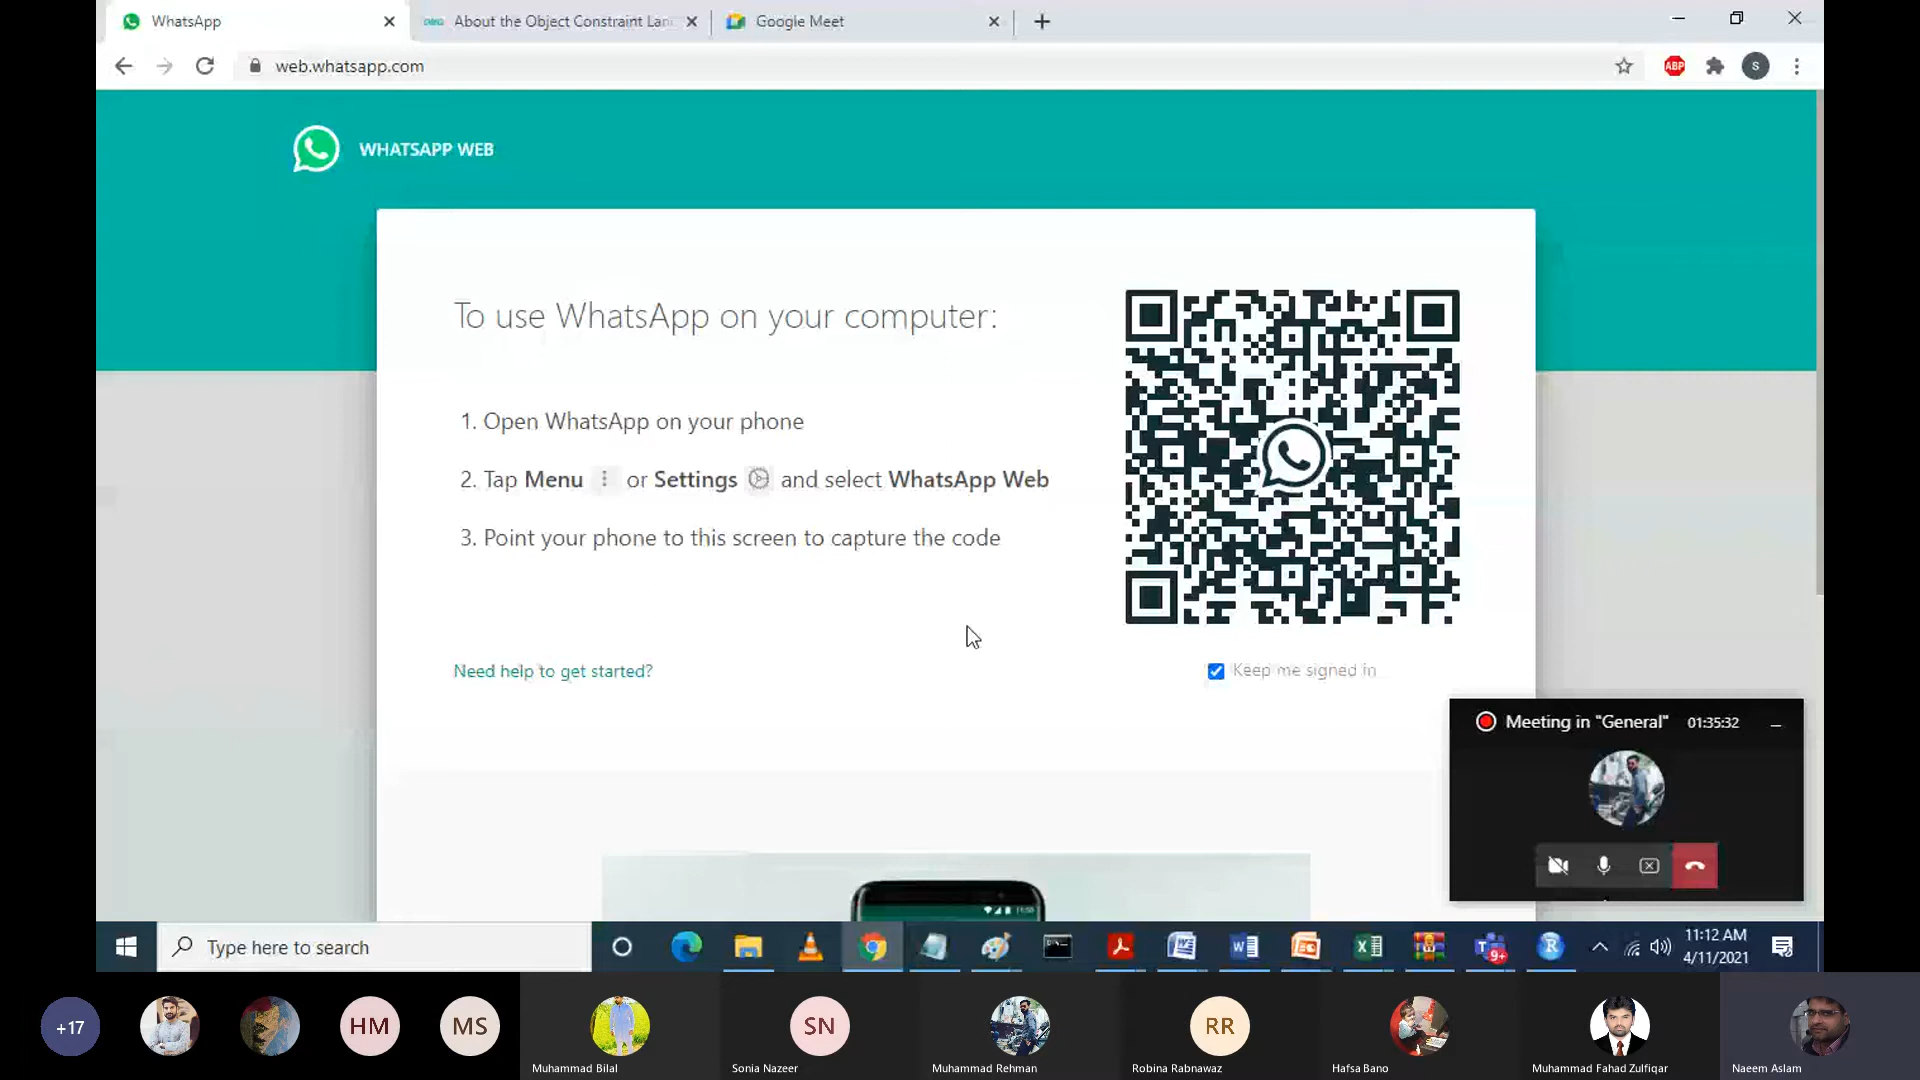 WhatsApp
About the Object Constraint Lan
Google Meet
web.whatsapp.com
ABP
S
WHATSAPP WEB
To use WhatsApp on your computer:
1. Open WhatsApp on your phone
2. Tap Menu or Settings and select WhatsApp Web
3. Point your phone to this screen to capture the code
Need help to get started?
Keep me signed in
Meeting in "General" 01:35:32
Type here to search
9+
11:12 AM
4/11/2021
+17
HM
MS
SN
RR
Muhammad Bilal
Sonia Nazeer
Muhammad Rehman
Robina Rabnawaz
Hafsa Bano
Muhammad Fahad Zulfiqar
Naeem Aslam